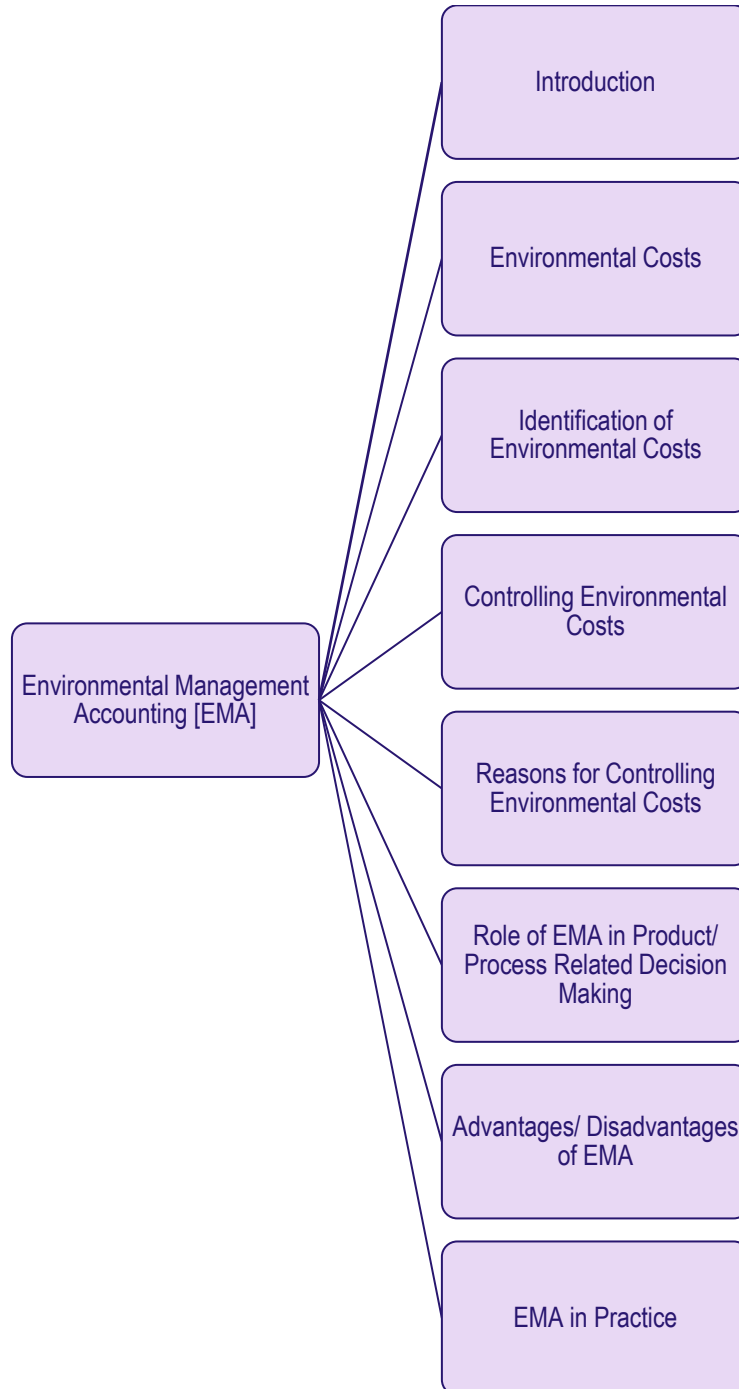 Introduction
Environmental Costs
Identification of
Environmental Costs
Controlling Environmental
Costs
Environmental Management
Accounting [EMA]
Reasons for Controlling
Environmental Costs
Role of EMA in Product/
Process Related Decision
Making
Advantages/ Disadvantages
of EMA
EMA in Practice